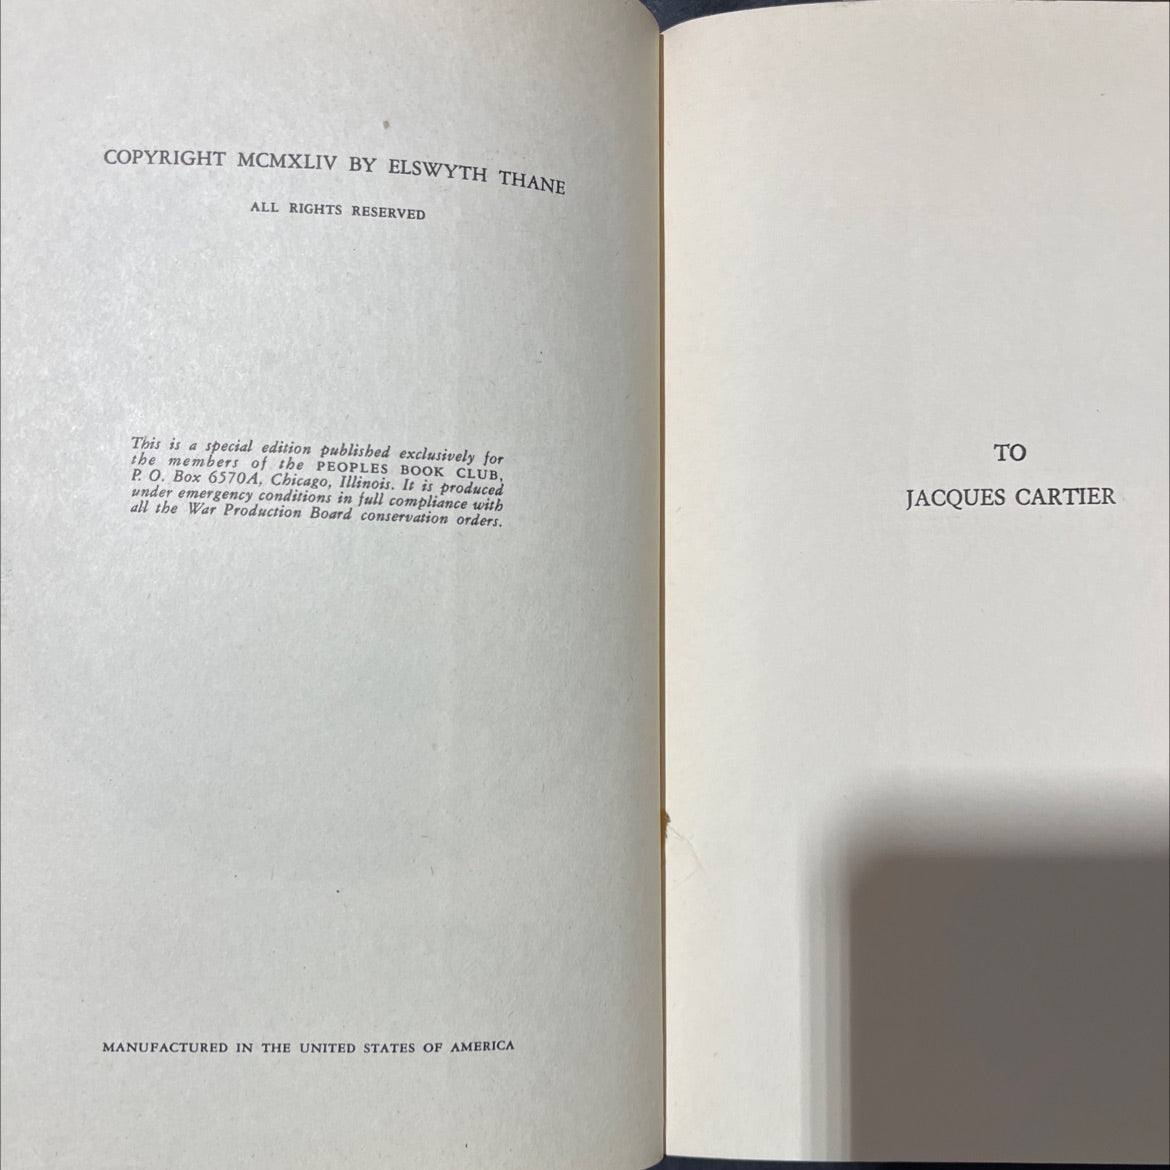 COPYRIGHT MCMXLIV BY ELSWYTH THANE
ALL RIGHTS RESERVED
This is a special edition published exclusively for
the members of the PEOPLES BOOK CLUB,
P. O. Box 6570A, Chicago, Illinois. It is produced
under emergency conditions in full compliance with
all the War Production Board conservation orders.
MANUFACTURED IN THE UNITED STATES OF AMERICA
TO
JACQUES CARTIER